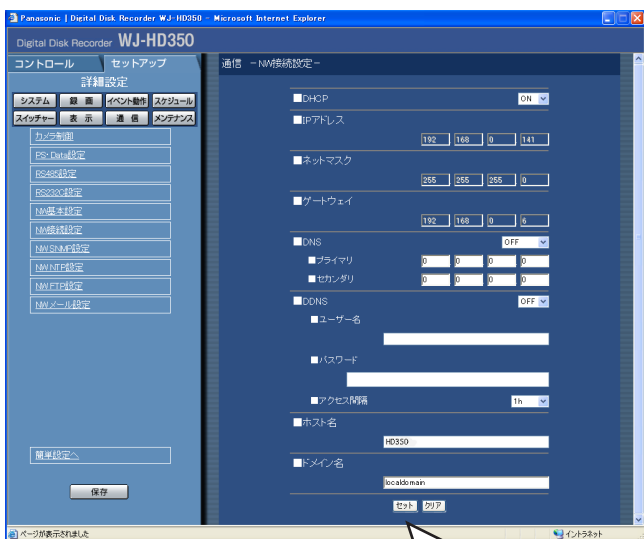 Panasonic | Digital Disk Recorder WJ-HD350 - Microsoft Internet Explorer
Digital Disk Recorder WJ-HD350
コントロール セットアップ
詳細設定
システム 録 画 イベント動作 スケジュール
スイッチャー 表 示 通 信 メンテナンス
カメラ制御
PS・Data設定
RS485設定
RS232C設定
NW基本設定
NW接続設定
NW SNMP設定
NW NTP設定
NW FTP設定
NW メール設定
簡単設定へ
保存
通信 －NW接続設定－
■DHCP ON
■IPアドレス
192 168 0 141
■ネットマスク
255 255 255 0
■ゲートウェイ
192 168 0 6
■DNS OFF
■プライマリ 0 0 0 0
■セカンダリ 0 0 0 0
■DDNS OFF
■ユーザー名
■パスワード
■アクセス間隔 1h
■ホスト名
HD350
■ドメイン名
localdomain
セット クリア
ページが表示されました イントラネット